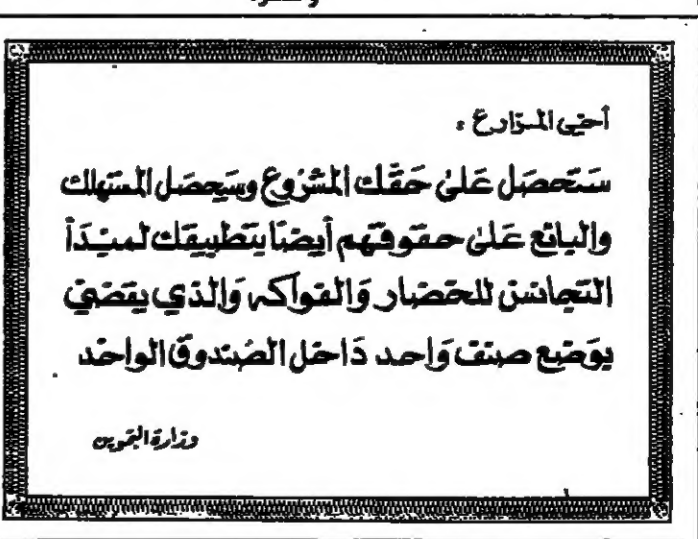 أخي المزارع :
ستحصل على حقك المشروع وسيحصل المستهلك
والبائع على حقوقهم أيضا بتطبيقك لمبدأ
التجانس للخضار والفواكه والذي يقضي
بوضع صنف واحد داخل الصندوق الواحد
وزارة التموين